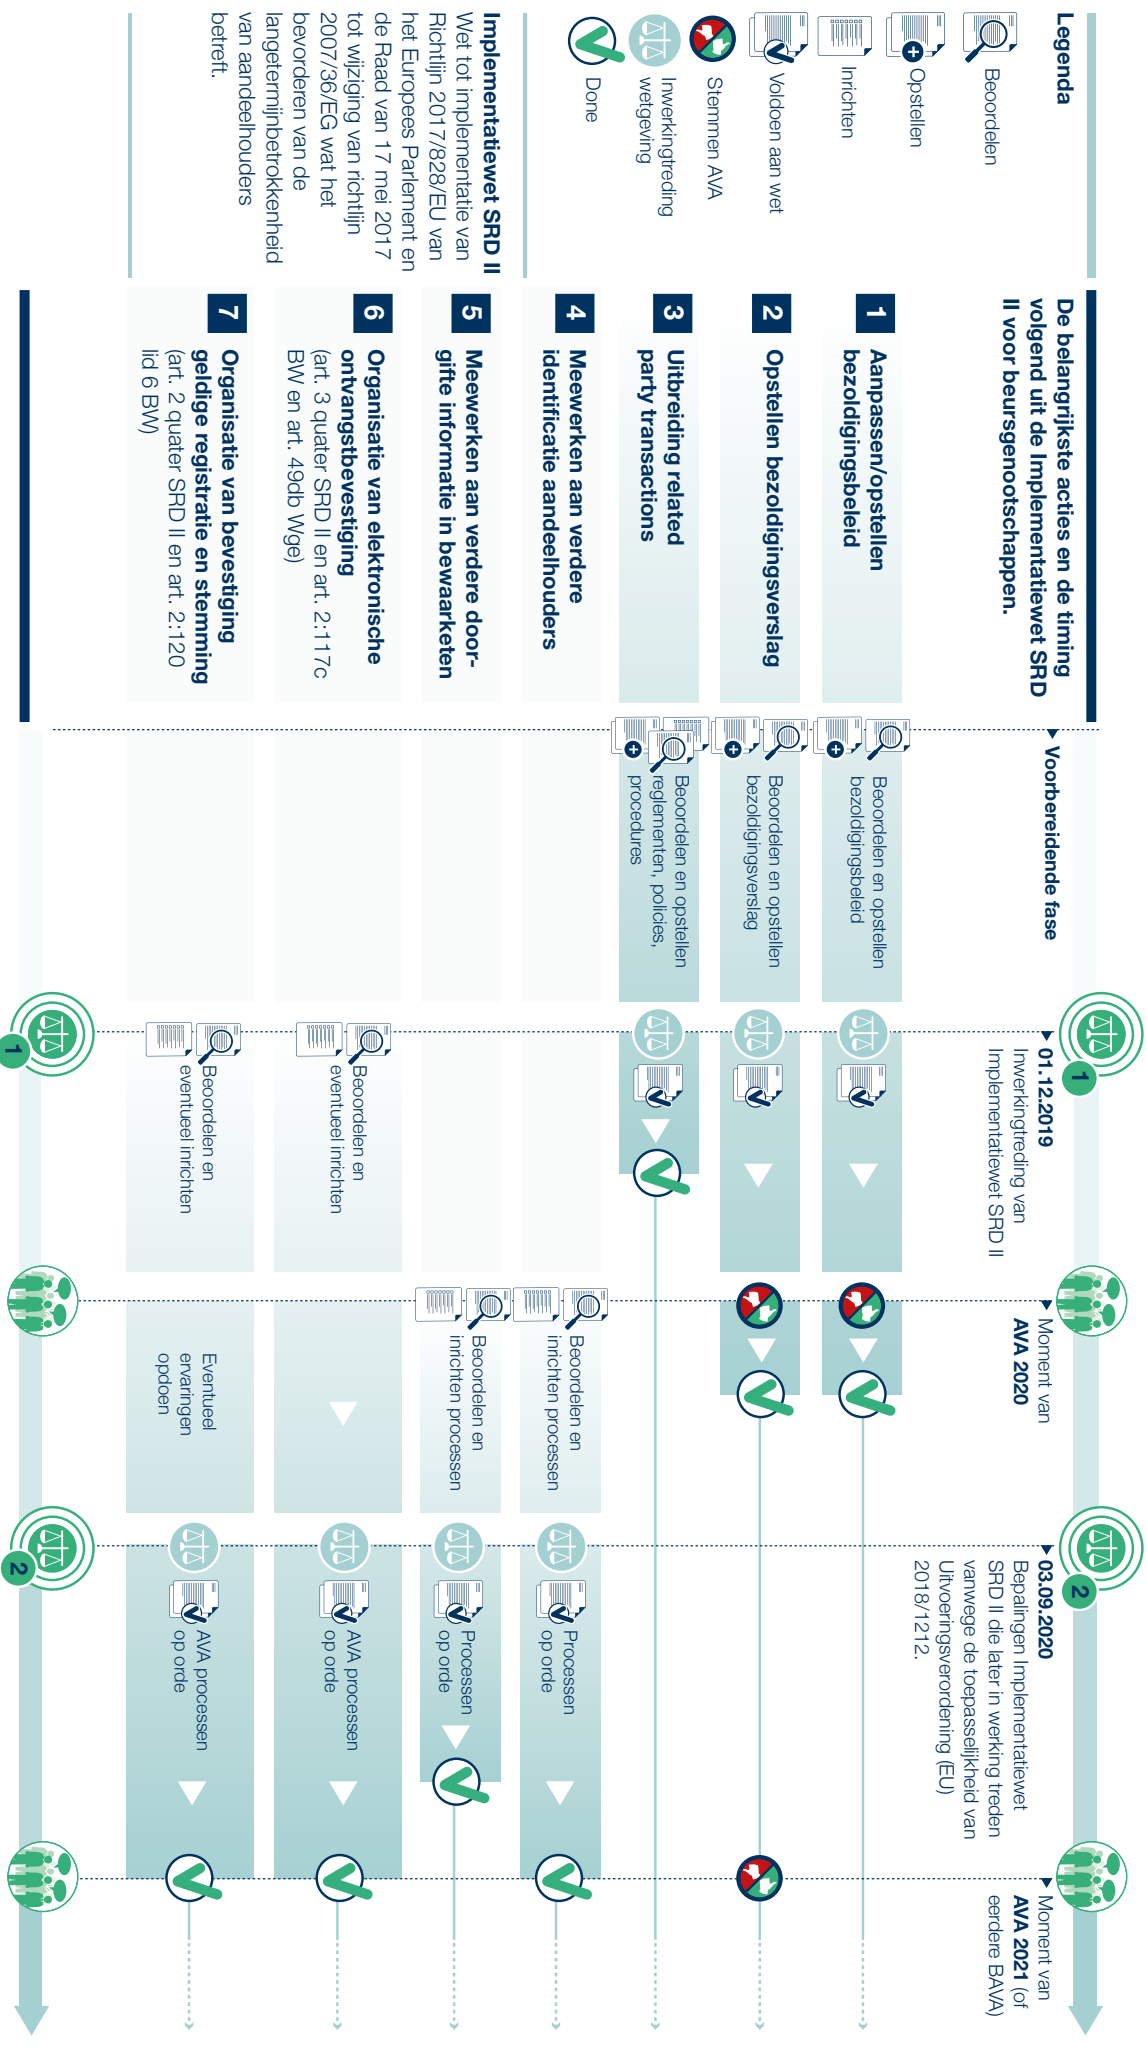 Legenda
Beoordelen
Opstellen
Inrichten
Voldoen aan wet
Stemmen AVA
Inwerkingtreding
wetgeving
Done
Implementatiewet SRD II
Wet tot implementatie van
Richtlijn 2017/828/EU van
het Europees Parlement en
de Raad van 17 mei 2017
tot wijziging van richtlijn
2007/36/EG wat het
bevorderen van de
langetermijnbetrokkenheid
van aandeelhouders
betreft.
De belangrijkste acties en de timing
volgend uit de Implementatiewet SRD
II voor beursgenootschappen.
Voorbereidende fase
1
01.12.2019
Inwerkingtreding van
Implementatiewet SRD II
Moment van
AVA 2020
2
03.09.2020
Bepalingen Implementatiewet
SRD II die later in werking treden
vanwege de toepasselijkheid van
Uitvoeringsverordening (EU)
2018/1212.
Moment van
AVA 2021 (of
eerdere BAVA)
1
Aanpassen/opstellen
bezoldigingsbeleid
Beoordelen en opstellen
bezoldigingsbeleid
2
Opstellen bezoldigingsverslag
Beoordelen en opstellen
bezoldigingsverslag
3
Uitbreiding related
party transactions
Beoordelen en opstellen
reglementen, policies,
procedures
4
Meewerken aan verdere
identificatie aandeelhouders
Beoordelen en
inrichten processen
Processen
op orde
5
Meewerken aan verdere door-
gifte informatie in bewaarketen
Beoordelen en
inrichten processen
Processen
op orde
6
Organisatie van elektronische
ontvangstbevestiging
(art. 3 quater SRD II en art. 2:117c
BW en art. 49db Wge)
Beoordelen en
eventueel inrichten
AVA processen
op orde
7
Organisatie van bevestiging
geldige registratie en stemming
(art. 2 quater SRD II en art. 2:120
lid 6 BW)
Beoordelen en
eventueel inrichten
Eventueel
ervaringen
opdoen
AVA processen
op orde
1
2